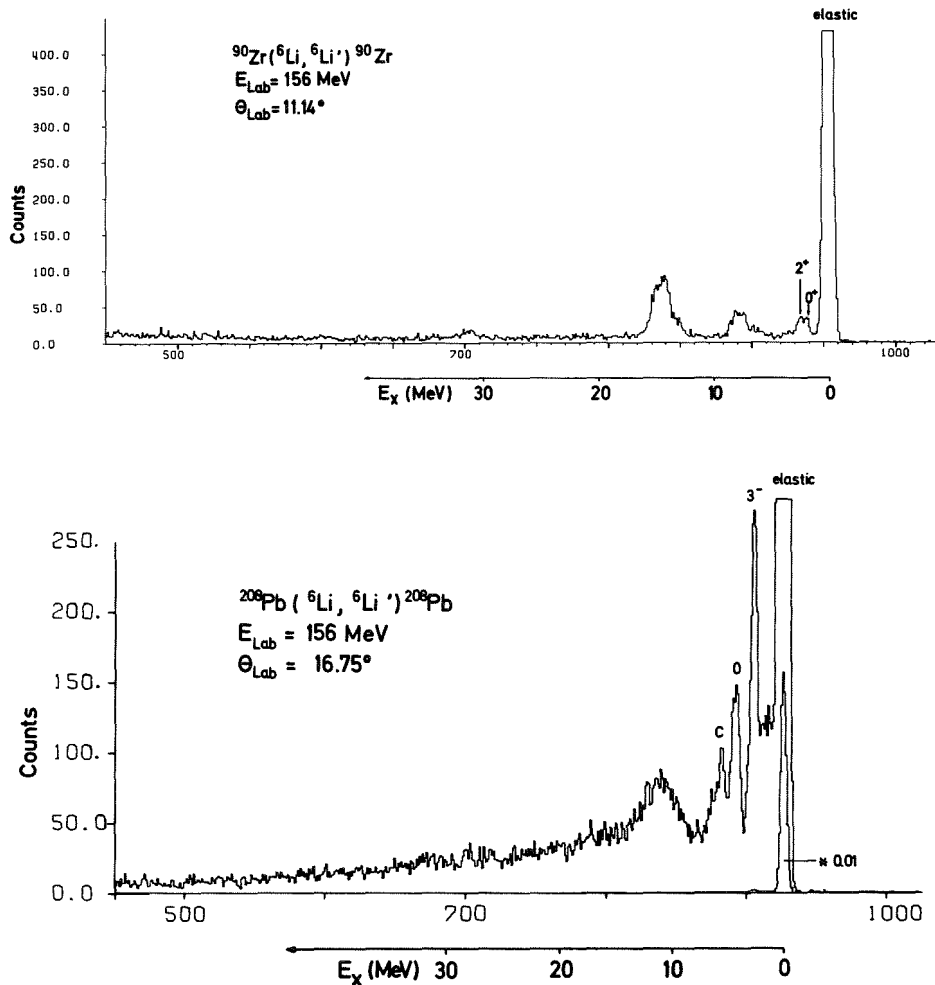 elastic
⁹⁰Zr(⁶Li, ⁶Li')⁹⁰Zr
E_Lab = 156 MeV
Θ_Lab = 11.14°
400.0
350.0
300.0
250.0
200.0
150.0
100.0
50.0
0.0
Counts
2⁺
0⁺
500
700
1000
E_x (MeV)
30
20
10
0
elastic
3⁻
250.
200.
150.
100.
50.0
0.0
Counts
²⁰⁸Pb ( ⁶Li, ⁶Li ' ) ²⁰⁸Pb
E_Lab = 156 MeV
Θ_Lab = 16.75°
O
C
* 0.01
500
700
1000
E_x (MeV)
30
20
10
0